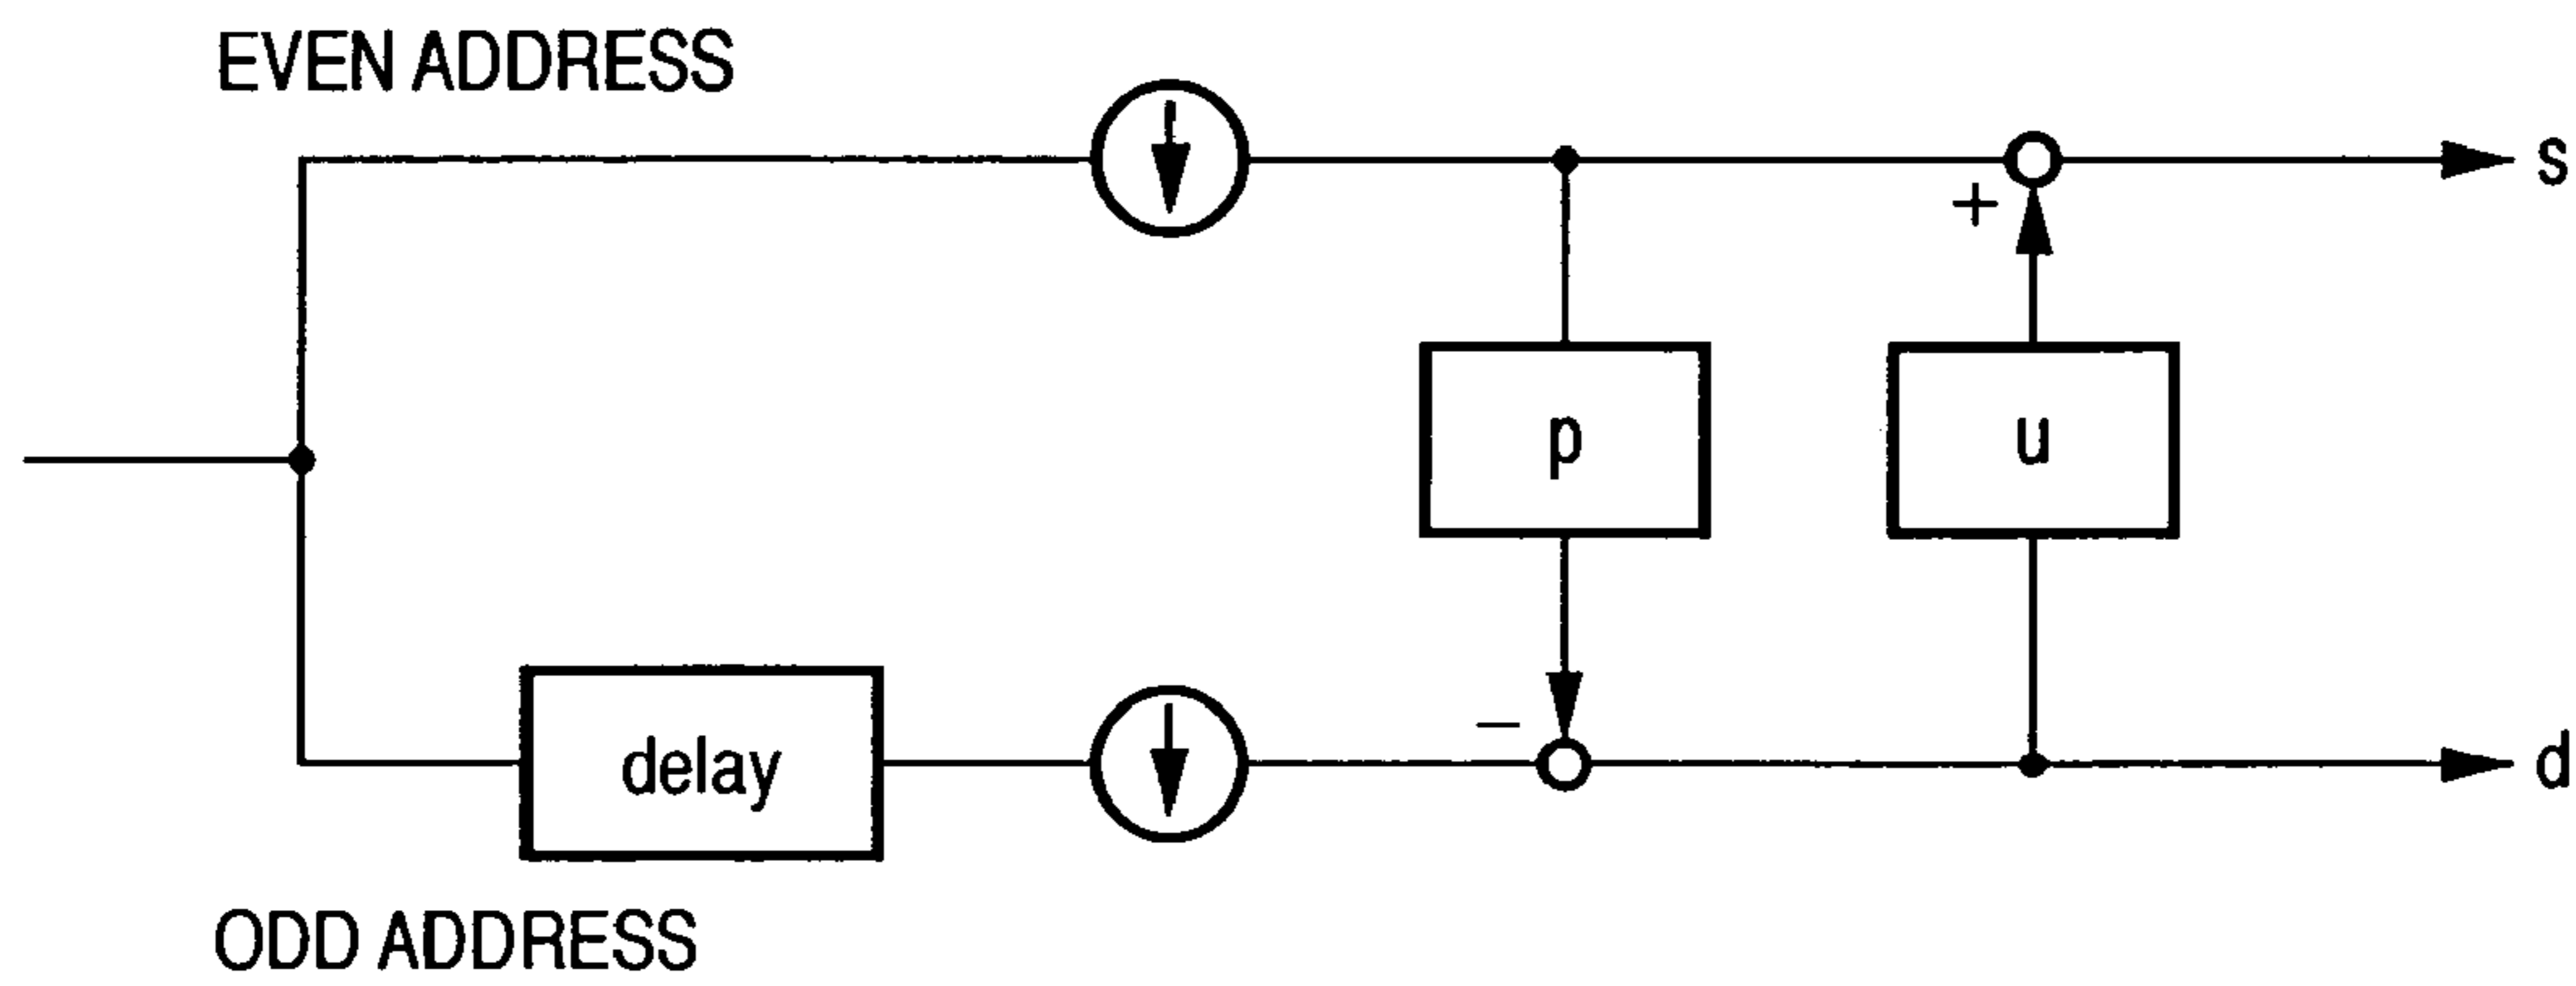 EVEN ADDRESS
s
+
p
u
delay
−
d
ODD ADDRESS